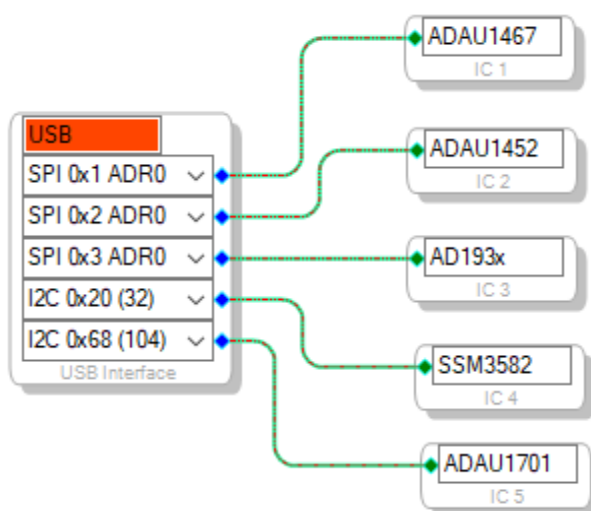 USB
SPI 0x1 ADR0
SPI 0x2 ADR0
SPI 0x3 ADR0
I2C 0x20 (32)
I2C 0x68 (104)
USB Interface
ADAU1467
IC 1
ADAU1452
IC 2
AD193x
IC 3
SSM3582
IC 4
ADAU1701
IC 5